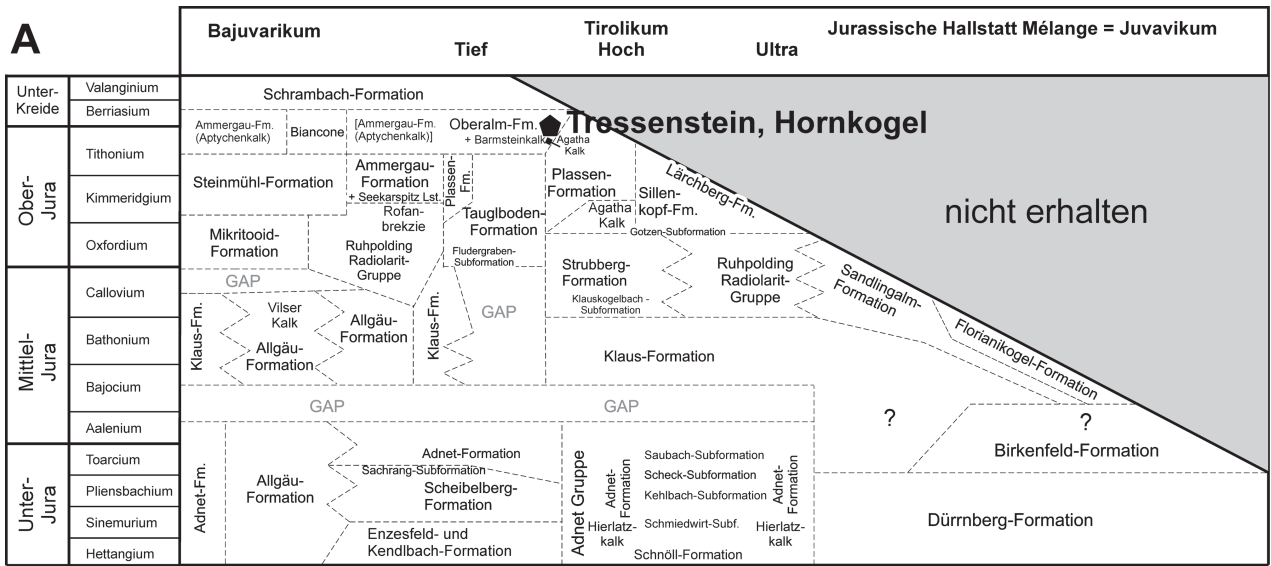 A
Bajuvarikum
Tirolikum
Tief
Hoch
Ultra
Jurassische Hallstatt Mélange = Juvavikum
Unter-
Kreide
Valanginium
Berriasium
Ober-
Jura
Tithonium
Kimmeridgium
Oxfordium
Mittlel-
Jura
Callovium
Bathonium
Bajocium
Aalenium
Unter-
Jura
Toarcium
Pliensbachium
Sinemurium
Hettangium
Schrambach-Formation
Ammergau-Fm.
(Aptychenkalk)
Biancone
[Ammergau-Fm.
(Aptychenkalk)]
Oberalm-Fm.
+ Barmsteinkalk
Tressenstein, Hornkogel
Agatha
Kalk
Steinmühl-Formation
Ammergau-
Formation
+ Seekarspitz Lst.
Plassen-
Fm.
Plassen-
Formation
Agatha
Kalk
Sillen-
kopf-Fm.
Lärchberg-Fm.
nicht erhalten
Mikritooid-
Formation
Rofan-
brekzie
Ruhpolding
Radiolarit-
Gruppe
Tauglboden-
Formation
Fludergraben-
Subformation
Gotzen-Subformation
GAP
Strubberg-
Formation
Klauskogelbach -
Subformation
Ruhpolding
Radiolarit-
Gruppe
Sandlingalm-
Formation
Florianikogel-Formation
Klaus-Fm.
Vilser
Kalk
Allgäu-
Formation
Allgäu-
Formation
Klaus-Fm.
GAP
Klaus-Formation
GAP
GAP
?
?
Birkenfeld-Formation
Adnet-Fm.
Allgäu-
Formation
Adnet-Formation
Sachrang-Subformation
Scheibelberg-
Formation
Enzesfeld- und
Kendlbach-Formation
Adnet Gruppe
Adnet-
Formation
Hierlatz-
kalk
Saubach-Subformation
Scheck-Subformation
Kehlbach-Subformation
Schmiedwirt-Subf.
Schnöll-Formation
Adnet-
Formation
Hierlatz-
kalk
Dürrnberg-Formation